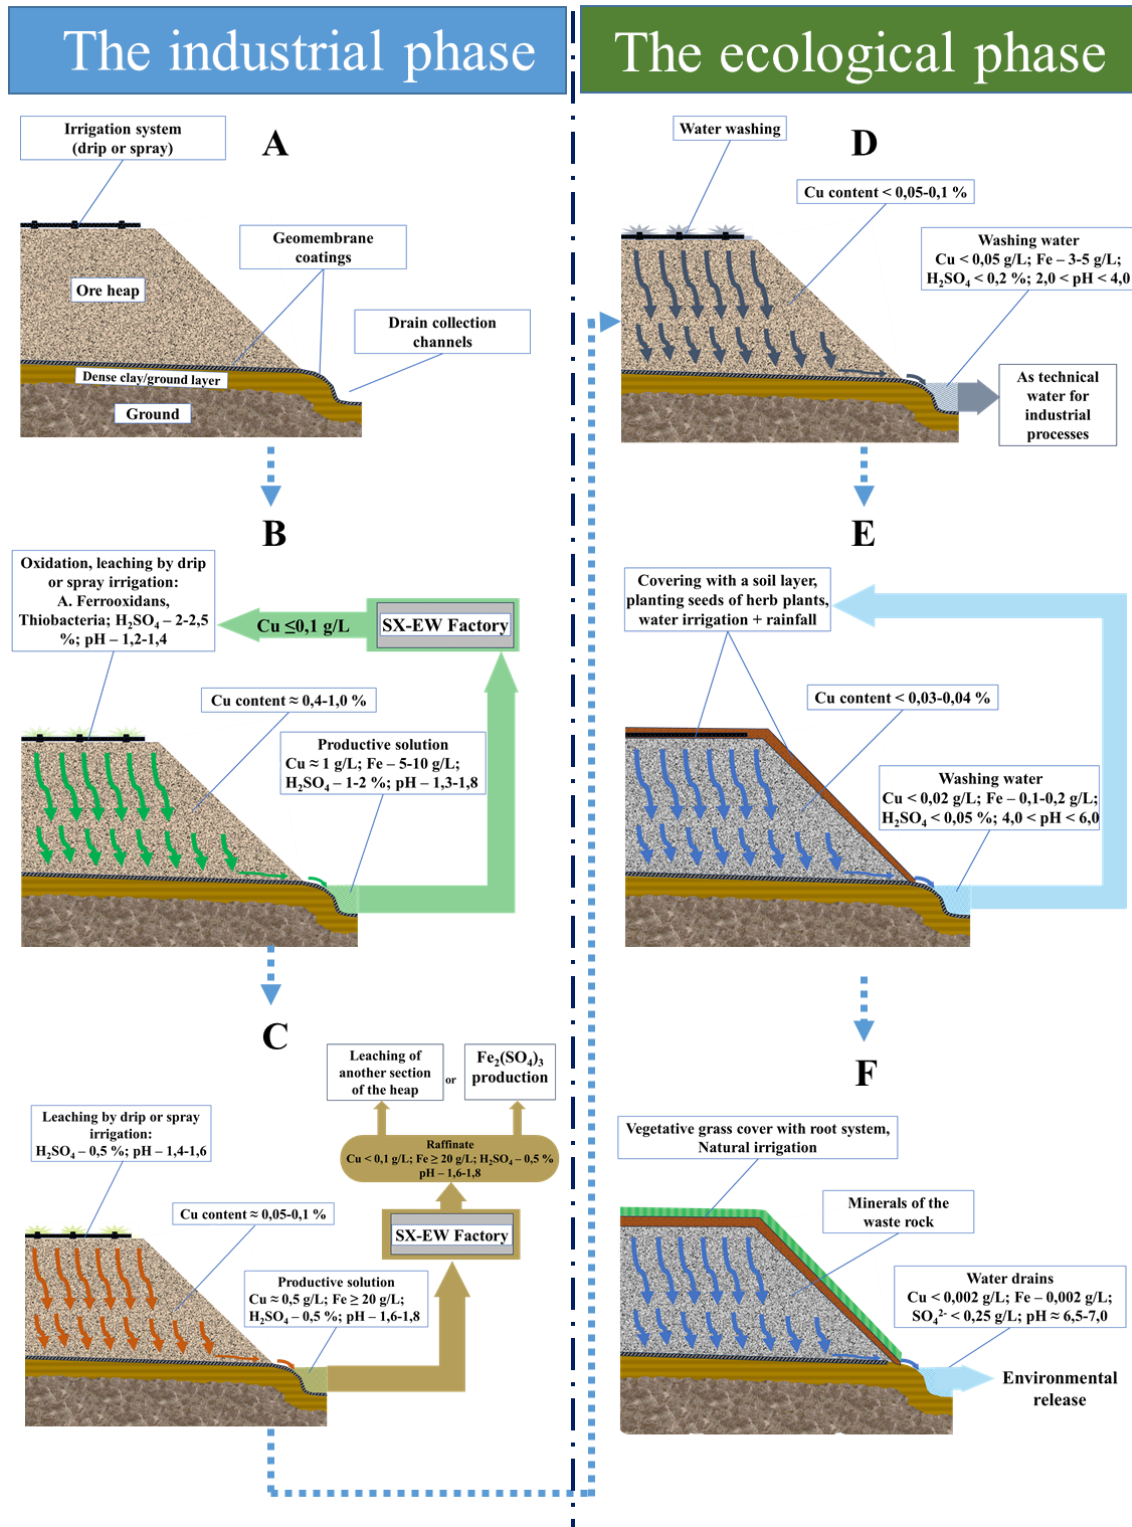 The industrial phase
A
Irrigation system
(drip or spray)
Geomembrane
coatings
Ore heap
Drain collection
channels
Dense clay/ground layer
Ground
B
Oxidation, leaching by drip
or spray irrigation:
A. Ferrooxidans,
Thiobacteria; H₂SO₄ – 2-2,5
%; pH – 1,2-1,4
Cu ≤0,1 g/L
SX-EW Factory
Cu content ≈ 0,4-1,0 %
Productive solution
Cu ≈ 1 g/L; Fe – 5-10 g/L;
H₂SO₄ – 1-2 %; pH – 1,3-1,8
C
Leaching of
another section
of the heap
or
Fe₂(SO₄)₃
production
Leaching by drip or spray
irrigation:
H₂SO₄ – 0,5 %; pH – 1,4-1,6
Raffinate
Cu < 0,1 g/L; Fe ≥ 20 g/L; H₂SO₄ – 0,5 %
pH – 1,6-1,8
Cu content ≈ 0,05-0,1 %
SX-EW Factory
Productive solution
Cu ≈ 0,5 g/L; Fe ≥ 20 g/L;
H₂SO₄ – 0,5 %; pH – 1,6-1,8
The ecological phase
D
Water washing
Cu content < 0,05-0,1 %
Washing water
Cu < 0,05 g/L; Fe – 3-5 g/L;
H₂SO₄ < 0,2 %; 2,0 < pH < 4,0
As technical
water for
industrial
processes
E
Covering with a soil layer,
planting seeds of herb plants,
water irrigation + rainfall
Cu content < 0,03-0,04 %
Washing water
Cu < 0,02 g/L; Fe – 0,1-0,2 g/L;
H₂SO₄ < 0,05 %; 4,0 < pH < 6,0
F
Vegetative grass cover with root system,
Natural irrigation
Minerals of the
waste rock
Water drains
Cu < 0,002 g/L; Fe – 0,002 g/L;
SO₄²⁻ < 0,25 g/L; pH ≈ 6,5-7,0
Environmental
release